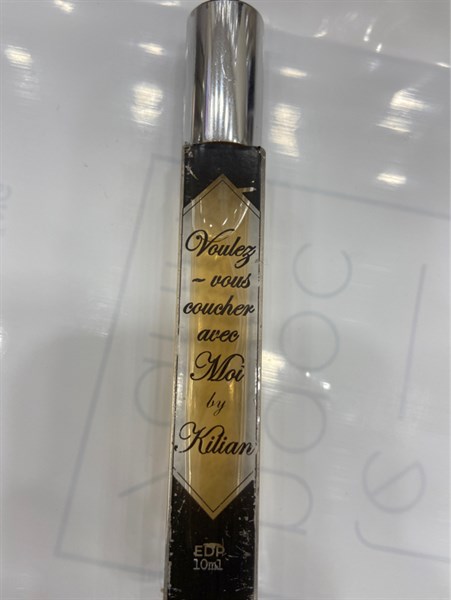 Voulez
~ vous
coucher
avec
Moi
by
Kilian
EDP
10ml